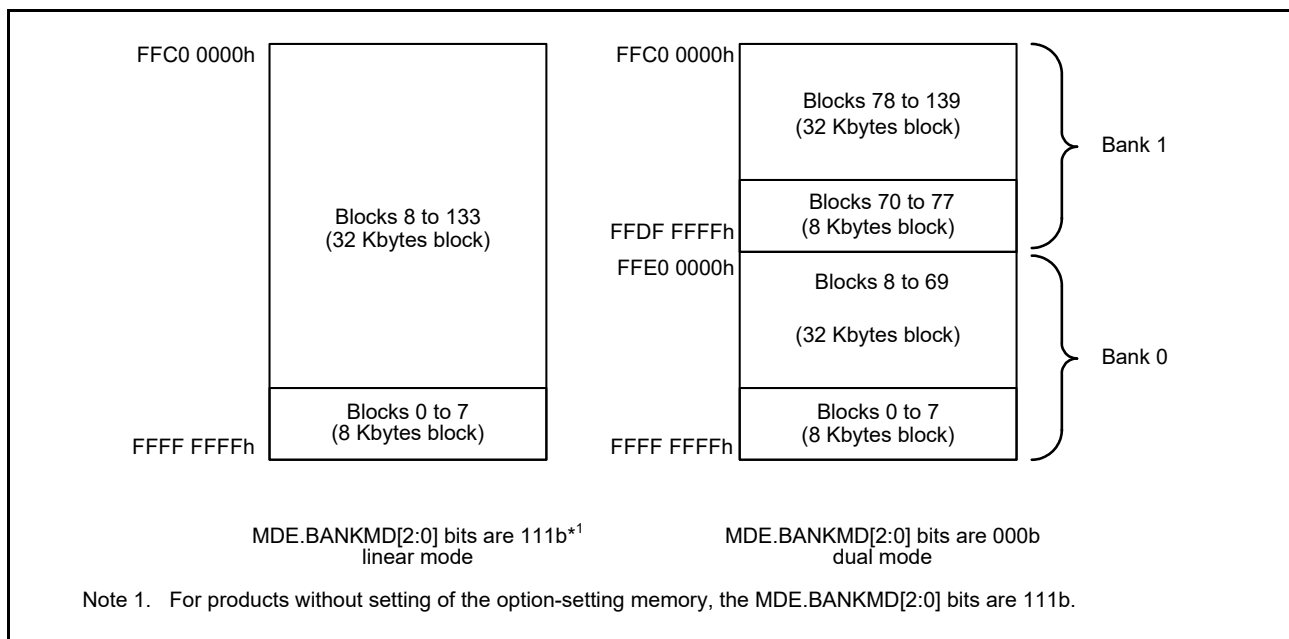 FFC0 0000h
Blocks 8 to 133
(32 Kbytes block)
Blocks 0 to 7
(8 Kbytes block)
FFFF FFFFh
MDE.BANKMD[2:0] bits are 111b*1
linear mode
FFC0 0000h
Blocks 78 to 139
(32 Kbytes block)
Bank 1
Blocks 70 to 77
(8 Kbytes block)
FFDF FFFFh
FFE0 0000h
Blocks 8 to 69
(32 Kbytes block)
Bank 0
Blocks 0 to 7
(8 Kbytes block)
FFFF FFFFh
MDE.BANKMD[2:0] bits are 000b
dual mode
Note 1. For products without setting of the option-setting memory, the MDE.BANKMD[2:0] bits are 111b.